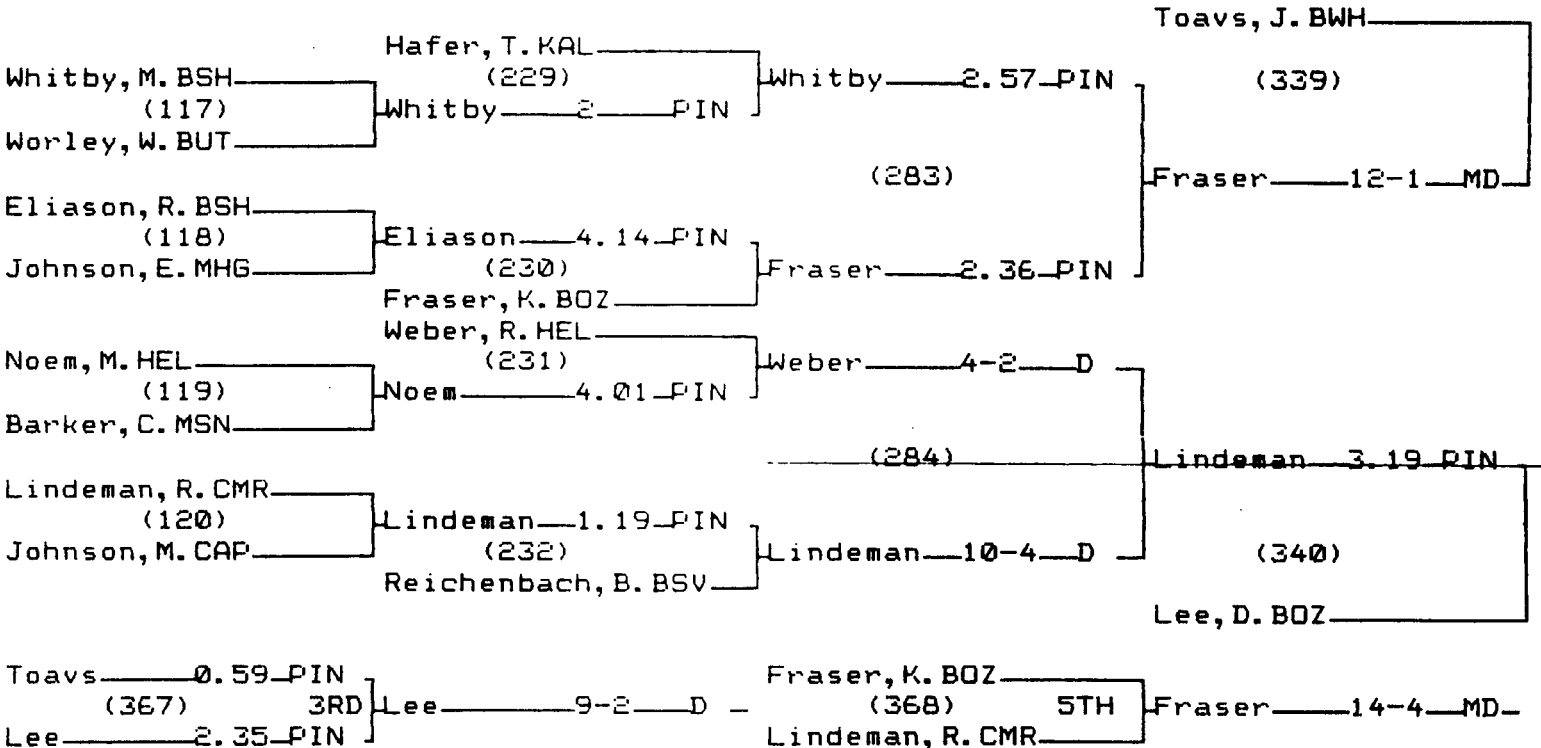 Toavs, J. BWH
Hafer, T. KAL
Whitby, M. BSH (229) Whitby 2.57 PIN (339)
(117) Whitby 2 PIN
Worley, W. BUT
(283) Fraser 12-1 MD
Eliason, R. BSH
(118) Eliason 4.14 PIN
Johnson, E. MHG (230) Fraser 2.36 PIN
Fraser, K. BOZ
Weber, R. HEL
Noem, M. HEL (231) Weber 4-2 D
(119) Noem 4.01 PIN
Barker, C. MSN
(284) Lindeman 3.19 PIN
Lindeman, R. CMR
(120) Lindeman 1.19 PIN
Johnson, M. CAP (232) Lindeman 10-4 D (340)
Reichenbach, B. BSV
Lee, D. BOZ
Toavs 0.59 PIN Fraser, K. BOZ
(367) 3RD Lee 9-2 D (368) 5TH Fraser 14-4 MD
Lee 2.35 PIN Lindeman, R. CMR